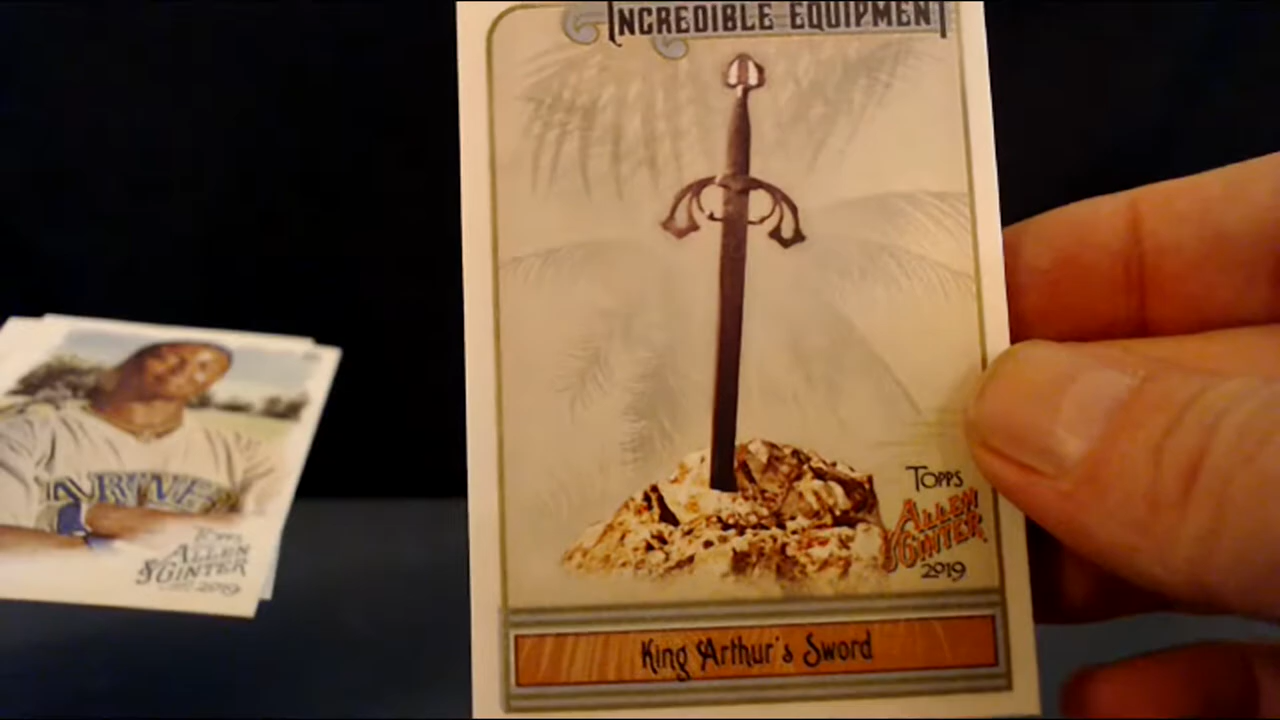 INCREDIBLE EQUIPMENT
TOPPS
ALLEN
& GINTER
2019
King Arthur's Sword
TOPPS
ALLEN
& GINTER
2019